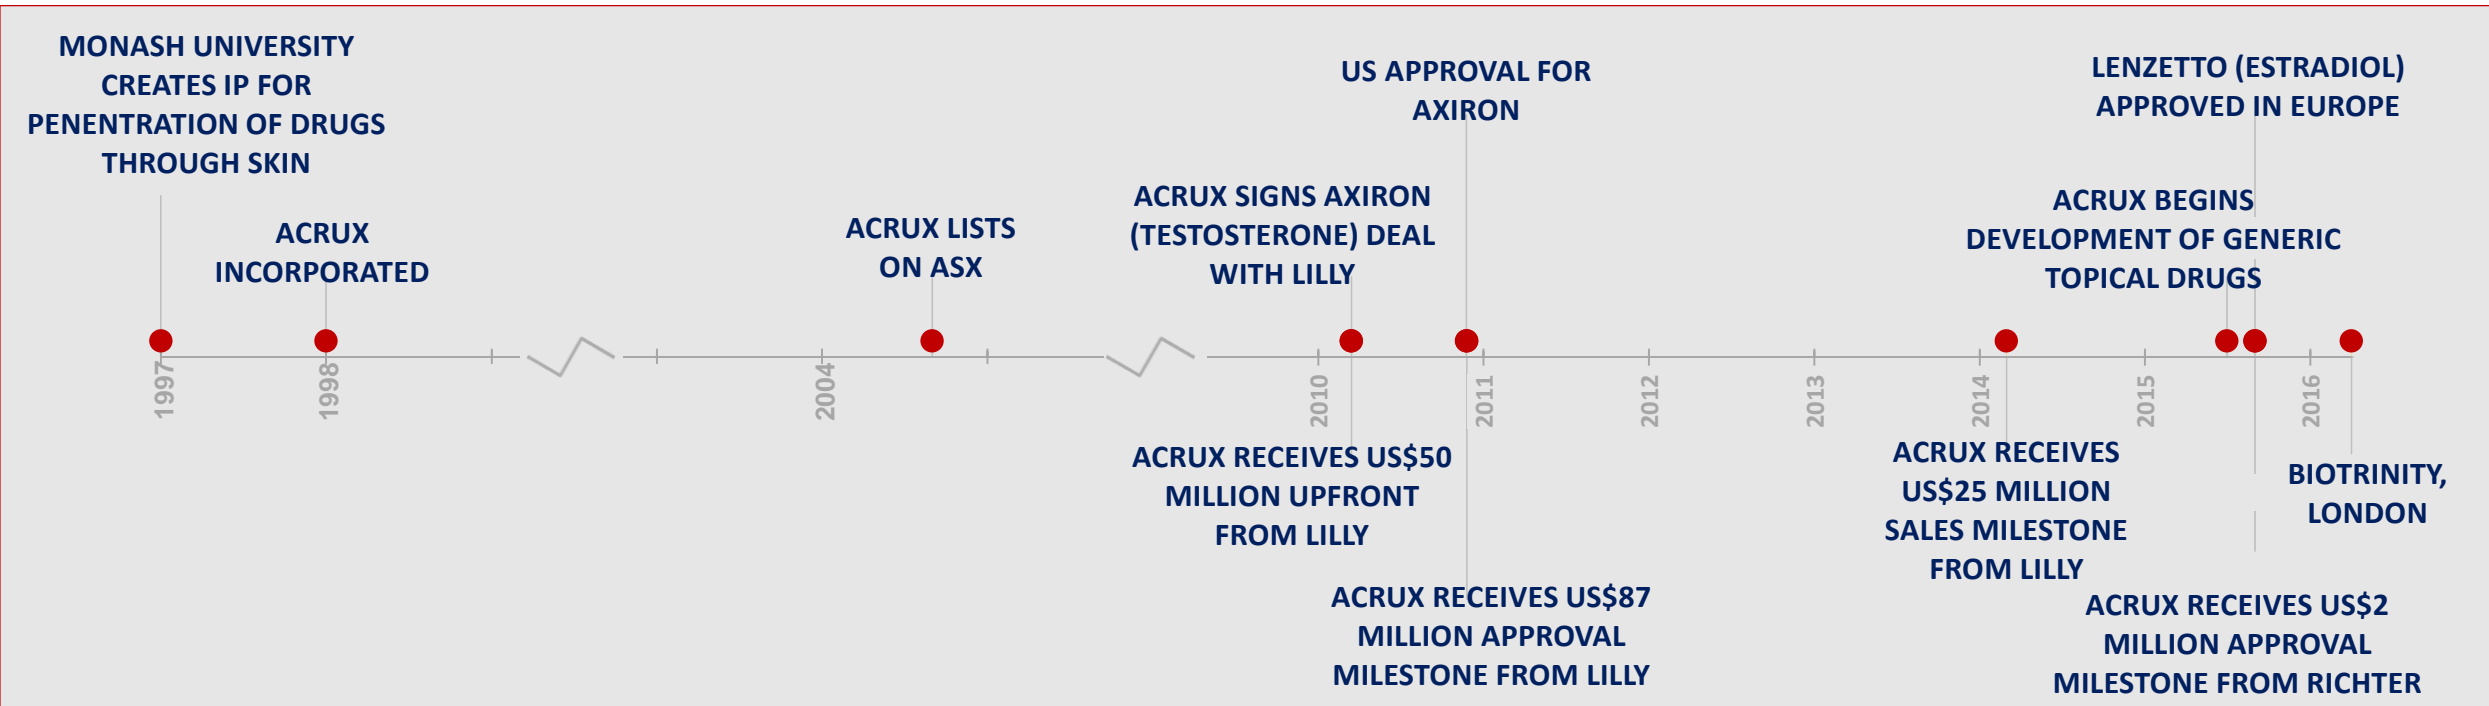 MONASH UNIVERSITY
CREATES IP FOR
PENENTRATION OF DRUGS
THROUGH SKIN
ACRUX
INCORPORATED
ACRUX LISTS
ON ASX
ACRUX SIGNS AXIRON
(TESTOSTERONE) DEAL
WITH LILLY
US APPROVAL FOR
AXIRON
LENZETTO (ESTRADIOL)
APPROVED IN EUROPE
ACRUX BEGINS
DEVELOPMENT OF GENERIC
TOPICAL DRUGS
1997
1998
2004
2010
2011
2012
2013
2014
2015
2016
ACRUX RECEIVES US$50
MILLION UPFRONT
FROM LILLY
ACRUX RECEIVES US$87
MILLION APPROVAL
MILESTONE FROM LILLY
ACRUX RECEIVES
US$25 MILLION
SALES MILESTONE
FROM LILLY
ACRUX RECEIVES US$2
MILLION APPROVAL
MILESTONE FROM RICHTER
BIOTRINITY,
LONDON